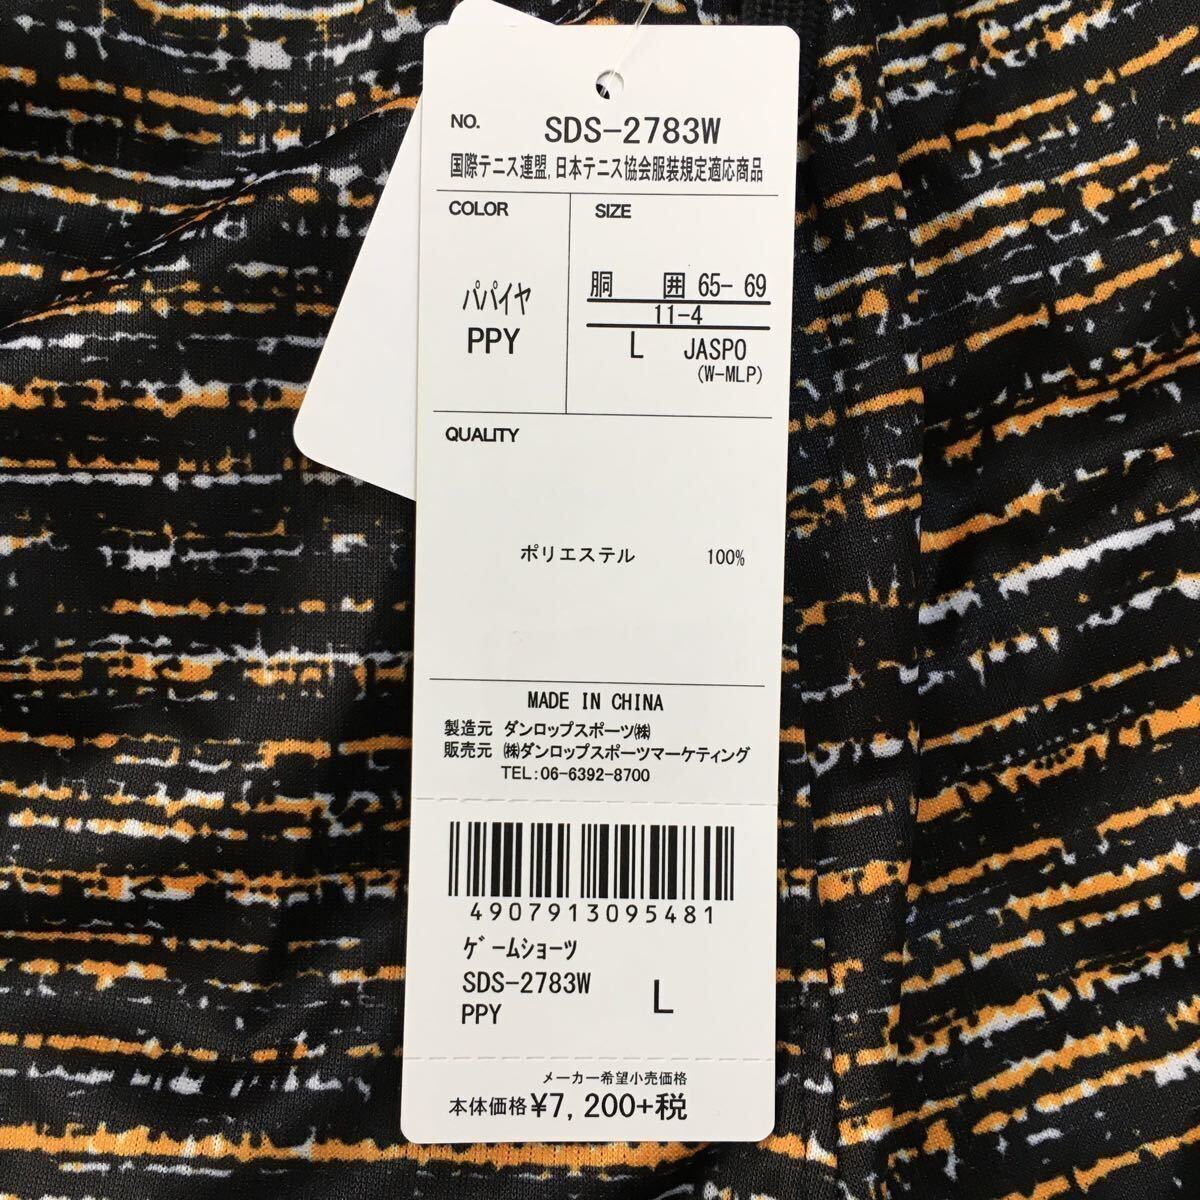 NO. SDS-2783W
国際テニス連盟, 日本テニス協会服装規定適応商品
COLOR
パパイヤ
PPY
SIZE
胴 囲 65- 69
11-4
L JASPO
(W-MLP)
QUALITY
ポリエステル 100%
MADE IN CHINA
製造元 ダンロップスポーツ㈱
販売元 ㈱ダンロップスポーツマーケティング
TEL:06-6392-8700
4907913095481
ｹﾞｰﾑｼｮｰﾂ
SDS-2783W
PPY L
メーカー希望小売価格
本体価格 ¥7, 200+税